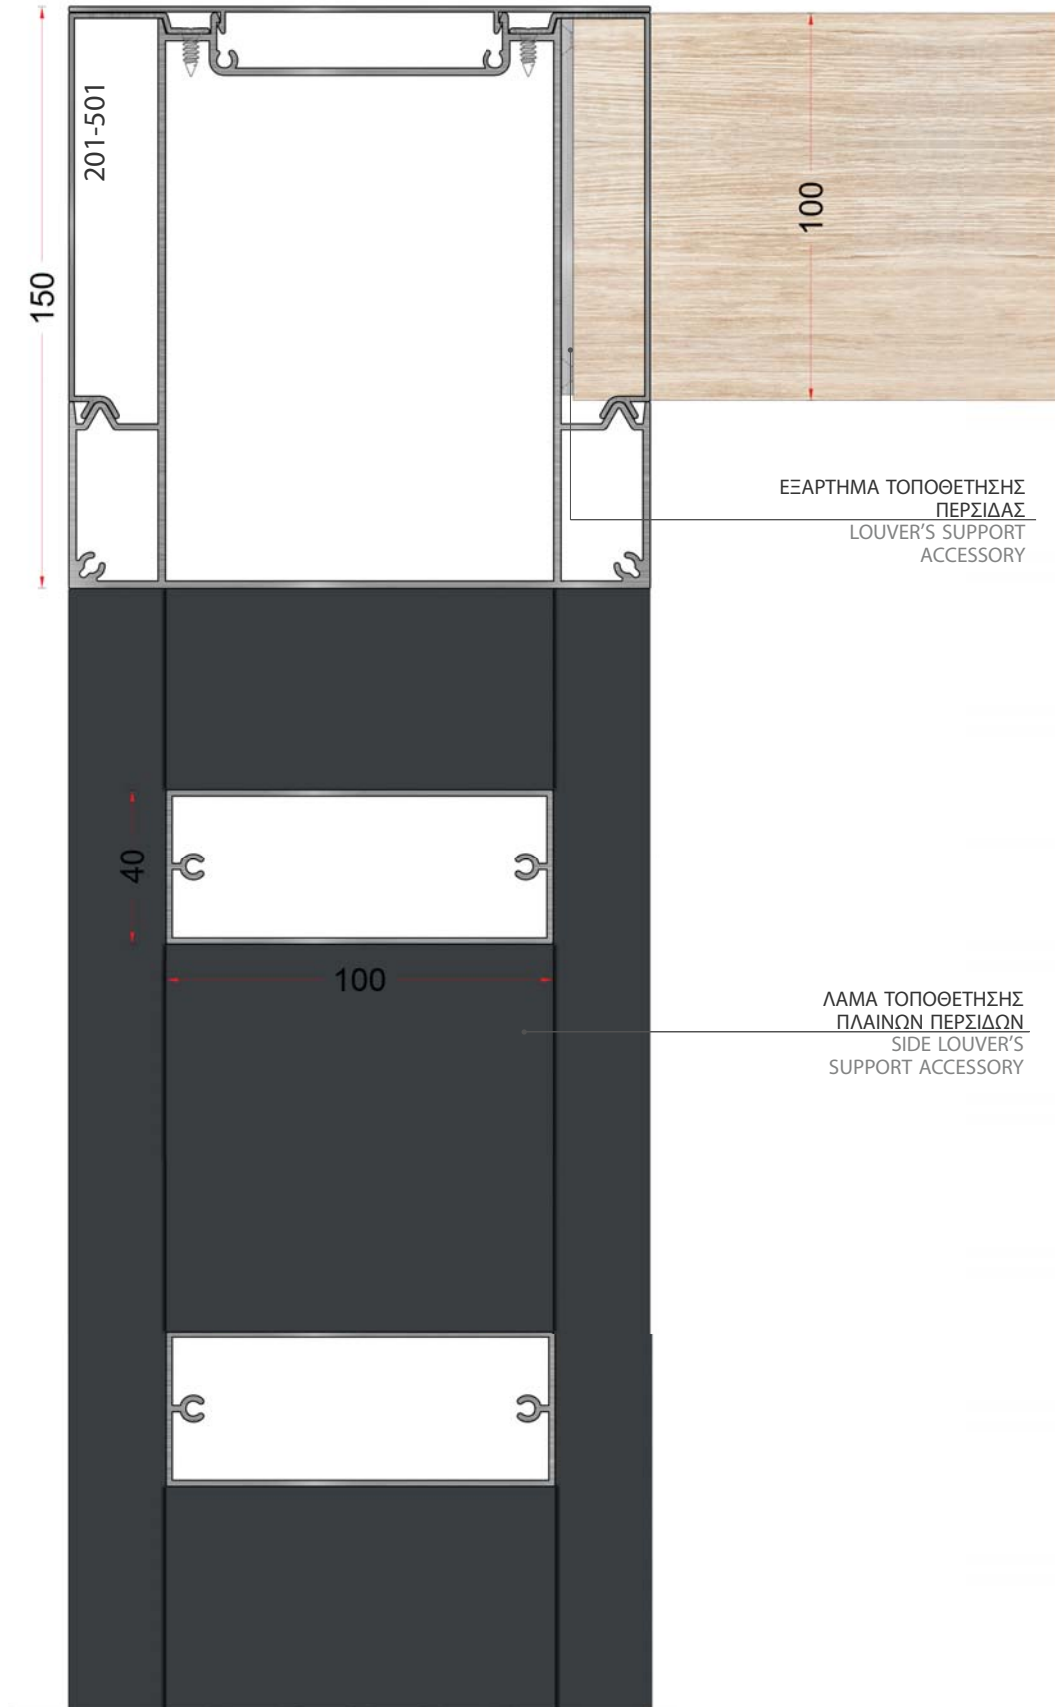 201-501
150
100
ΕΞΑΡΤΗΜΑ ΤΟΠΟΘΕΤΗΣΗΣ
ΠΕΡΣΙΔΑΣ
LOUVER'S SUPPORT
ACCESSORY
40
100
ΛΑΜΑ ΤΟΠΟΘΕΤΗΣΗΣ
ΠΛΑΙΝΩΝ ΠΕΡΣΙΔΩΝ
SIDE LOUVER'S
SUPPORT ACCESSORY